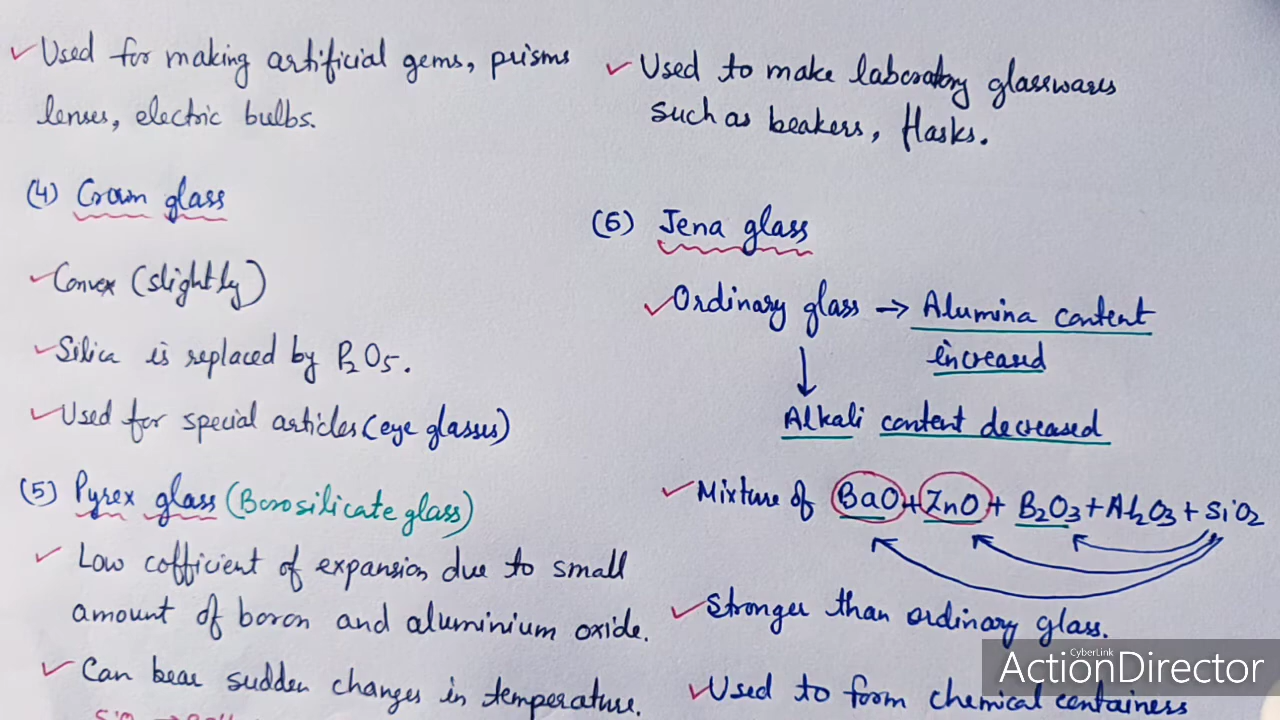 ✓ Used for making artificial gems, prisms
lenses, electric bulbs.
(4) Crown glass
✓ Convex (slightly)
✓ Silica is replaced by P2O5.
✓ Used for special articles (eye glasses)
(5) Pyrex glass (Borosilicate glass)
✓ Low cofficient of expansion due to small
amount of boron and aluminium oxide.
✓ Can bear sudden changes in temperature.
✓ Used to make laboratory glasswares
such as beakers, flasks.
(6) Jena glass
✓ Ordinary glass → Alumina content
increased
↓
Alkali content decreased
✓ Mixture of BaO + ZnO + B2O3 + Al2O3 + SiO2
✓ Stronger than ordinary glass.
✓ Used to form chemical containess
CyberLink
ActionDirector